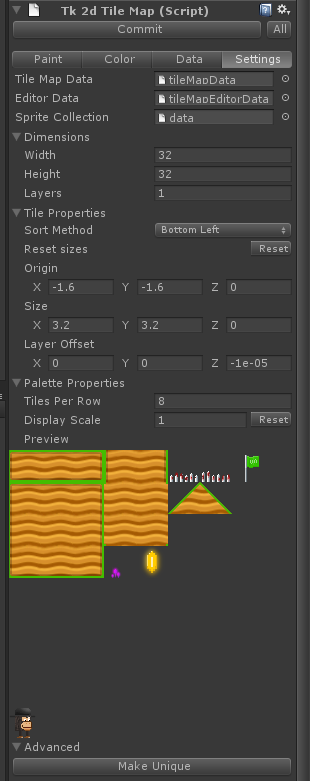 Tk 2d Tile Map (Script)
Commit All
Paint Color Data Settings
Tile Map Data tileMapData
Editor Data tileMapEditorData
Sprite Collection data
Dimensions
Width 32
Height 32
Layers 1
Tile Properties
Sort Method Bottom Left
Reset sizes Reset
Origin
X -1.6 Y -1.6 Z 0
Size
X 3.2 Y 3.2 Z 0
Layer Offset
X 0 Y 0 Z -1e-05
Palette Properties
Tiles Per Row 8
Display Scale 1 Reset
Preview
Advanced
Make Unique